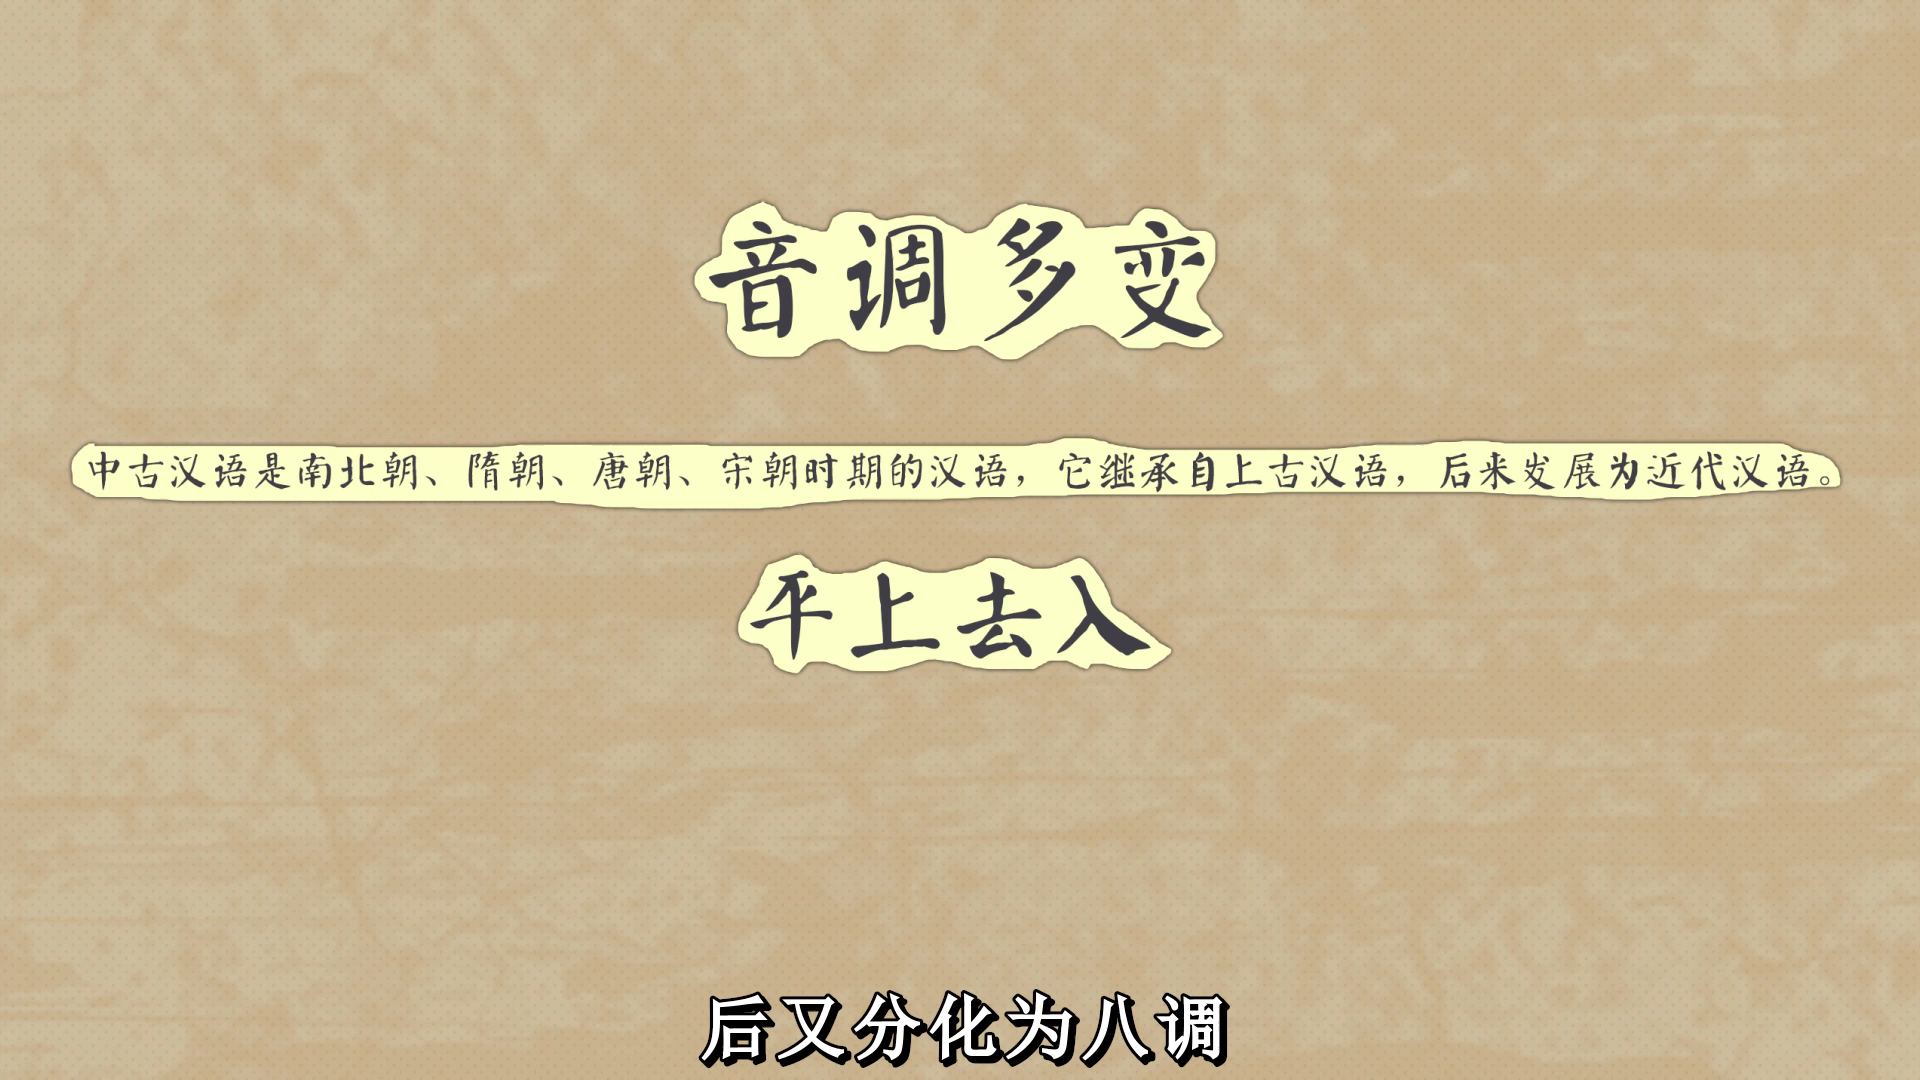 音调多变
中古汉语是南北朝、隋朝、唐朝、宋朝时期的汉语，它继承自上古汉语，后来发展为近代汉语。
平上去入
后又分化为八调